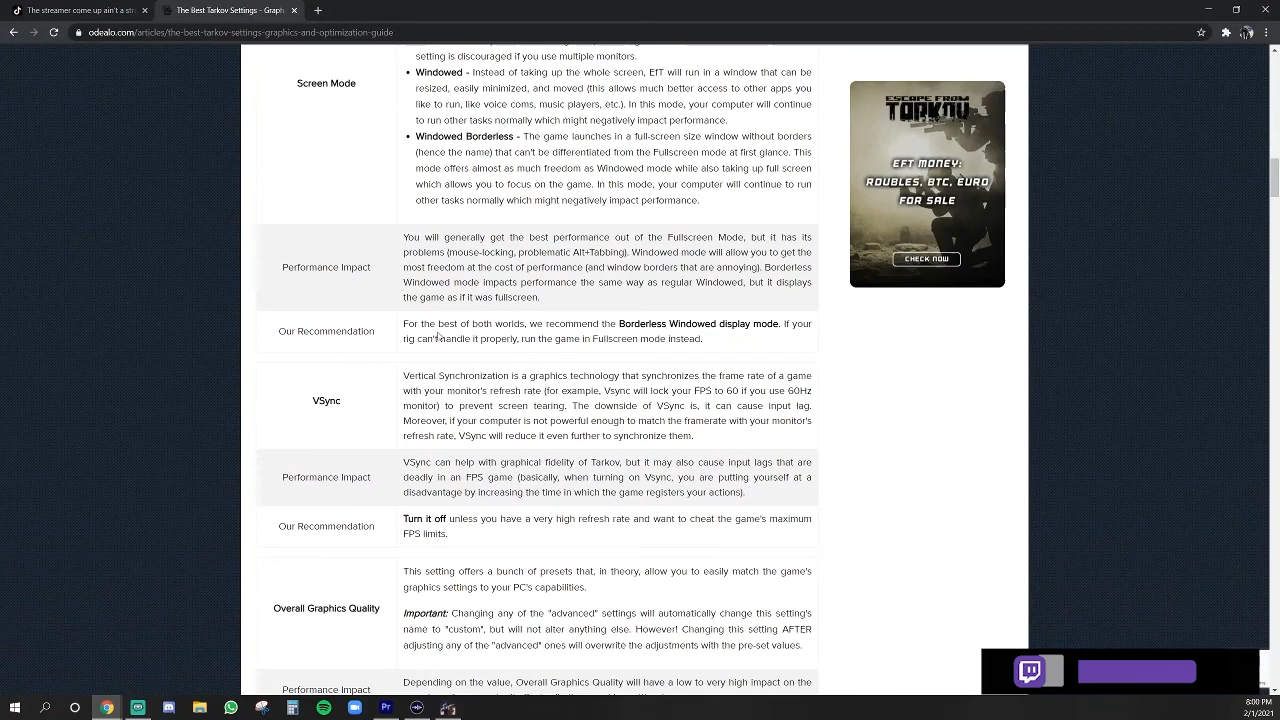 The streamer come up ain't a sto
The Best Tarkov Settings - Graph
odealo.com/articles/the-best-tarkov-settings-graphics-and-optimization-guide
setting is discouraged if you use multiple monitors.
Screen Mode
Windowed - Instead of taking up the whole screen, EfT will run in a window that can be
resized, easily minimized, and moved (this allows much better access to other apps you
like to run, like voice coms, music players, etc.). In this mode, your computer will continue
to run other tasks normally which might negatively impact performance.
Windowed Borderless - The game launches in a full-screen size window without borders
(hence the name) that can't be differentiated from the Fullscreen mode at first glance. This
mode offers almost as much freedom as Windowed mode while also taking up full screen
which allows you to focus on the game. In this mode, your computer will continue to run
other tasks normally which might negatively impact performance.
Performance Impact
You will generally get the best performance out of the Fullscreen Mode, but it has its
problems (mouse-locking, problematic Alt+Tabbing). Windowed mode will allow you to get the
most freedom at the cost of performance (and window borders that are annoying). Borderless
Windowed mode impacts performance the same way as regular Windowed, but it displays
the game as if it was fullscreen.
Our Recommendation
For the best of both worlds, we recommend the Borderless Windowed display mode. If your
rig can't handle it properly, run the game in Fullscreen mode instead.
VSync
Vertical Synchronization is a graphics technology that synchronizes the frame rate of a game
with your monitor's refresh rate (for example, Vsync will lock your FPS to 60 if you use 60Hz
monitor) to prevent screen tearing. The downside of VSync is, it can cause input lag.
Moreover, if your computer is not powerful enough to match the framerate with your monitor's
refresh rate, VSync will reduce it even further to synchronize them.
Performance Impact
VSync can help with graphical fidelity of Tarkov, but it may also cause input lags that are
deadly in an FPS game (basically, when turning on Vsync, you are putting yourself at a
disadvantage by increasing the time in which the game registers your actions).
Our Recommendation
Turn it off unless you have a very high refresh rate and want to cheat the game's maximum
FPS limits.
Overall Graphics Quality
This setting offers a bunch of presets that, in theory, allow you to easily match the game's
graphics settings to your PC's capabilities.
Important: Changing any of the "advanced" settings will automatically change this setting's
name to "custom", but will not alter anything else. However! Changing this setting AFTER
adjusting any of the "advanced" ones will overwrite the adjustments with the pre-set values.
Performance Impact
Depending on the value, Overall Graphics Quality will have a low to very high impact on the
ESCAPE FROM
TARKOV
EFT MONEY:
ROUBLES, BTC, EURO
FOR SALE
CHECK NOW
Pr
8:00 PM
2/1/2021